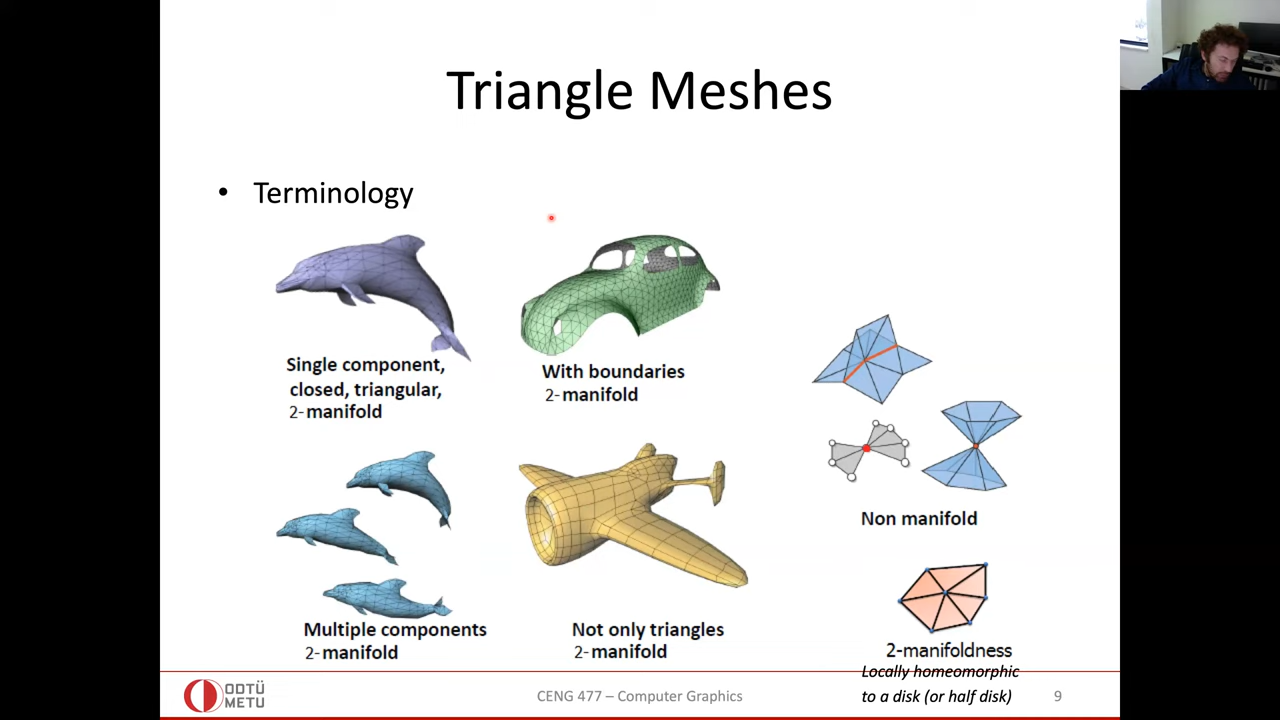 Triangle Meshes
• Terminology
Single component,
closed, triangular,
2-manifold
With boundaries
2-manifold
Non manifold
Multiple components
2-manifold
Not only triangles
2-manifold
2-manifoldness
Locally homeomorphic
to a disk (or half disk)
ODTÜ
METU
CENG 477 – Computer Graphics
9